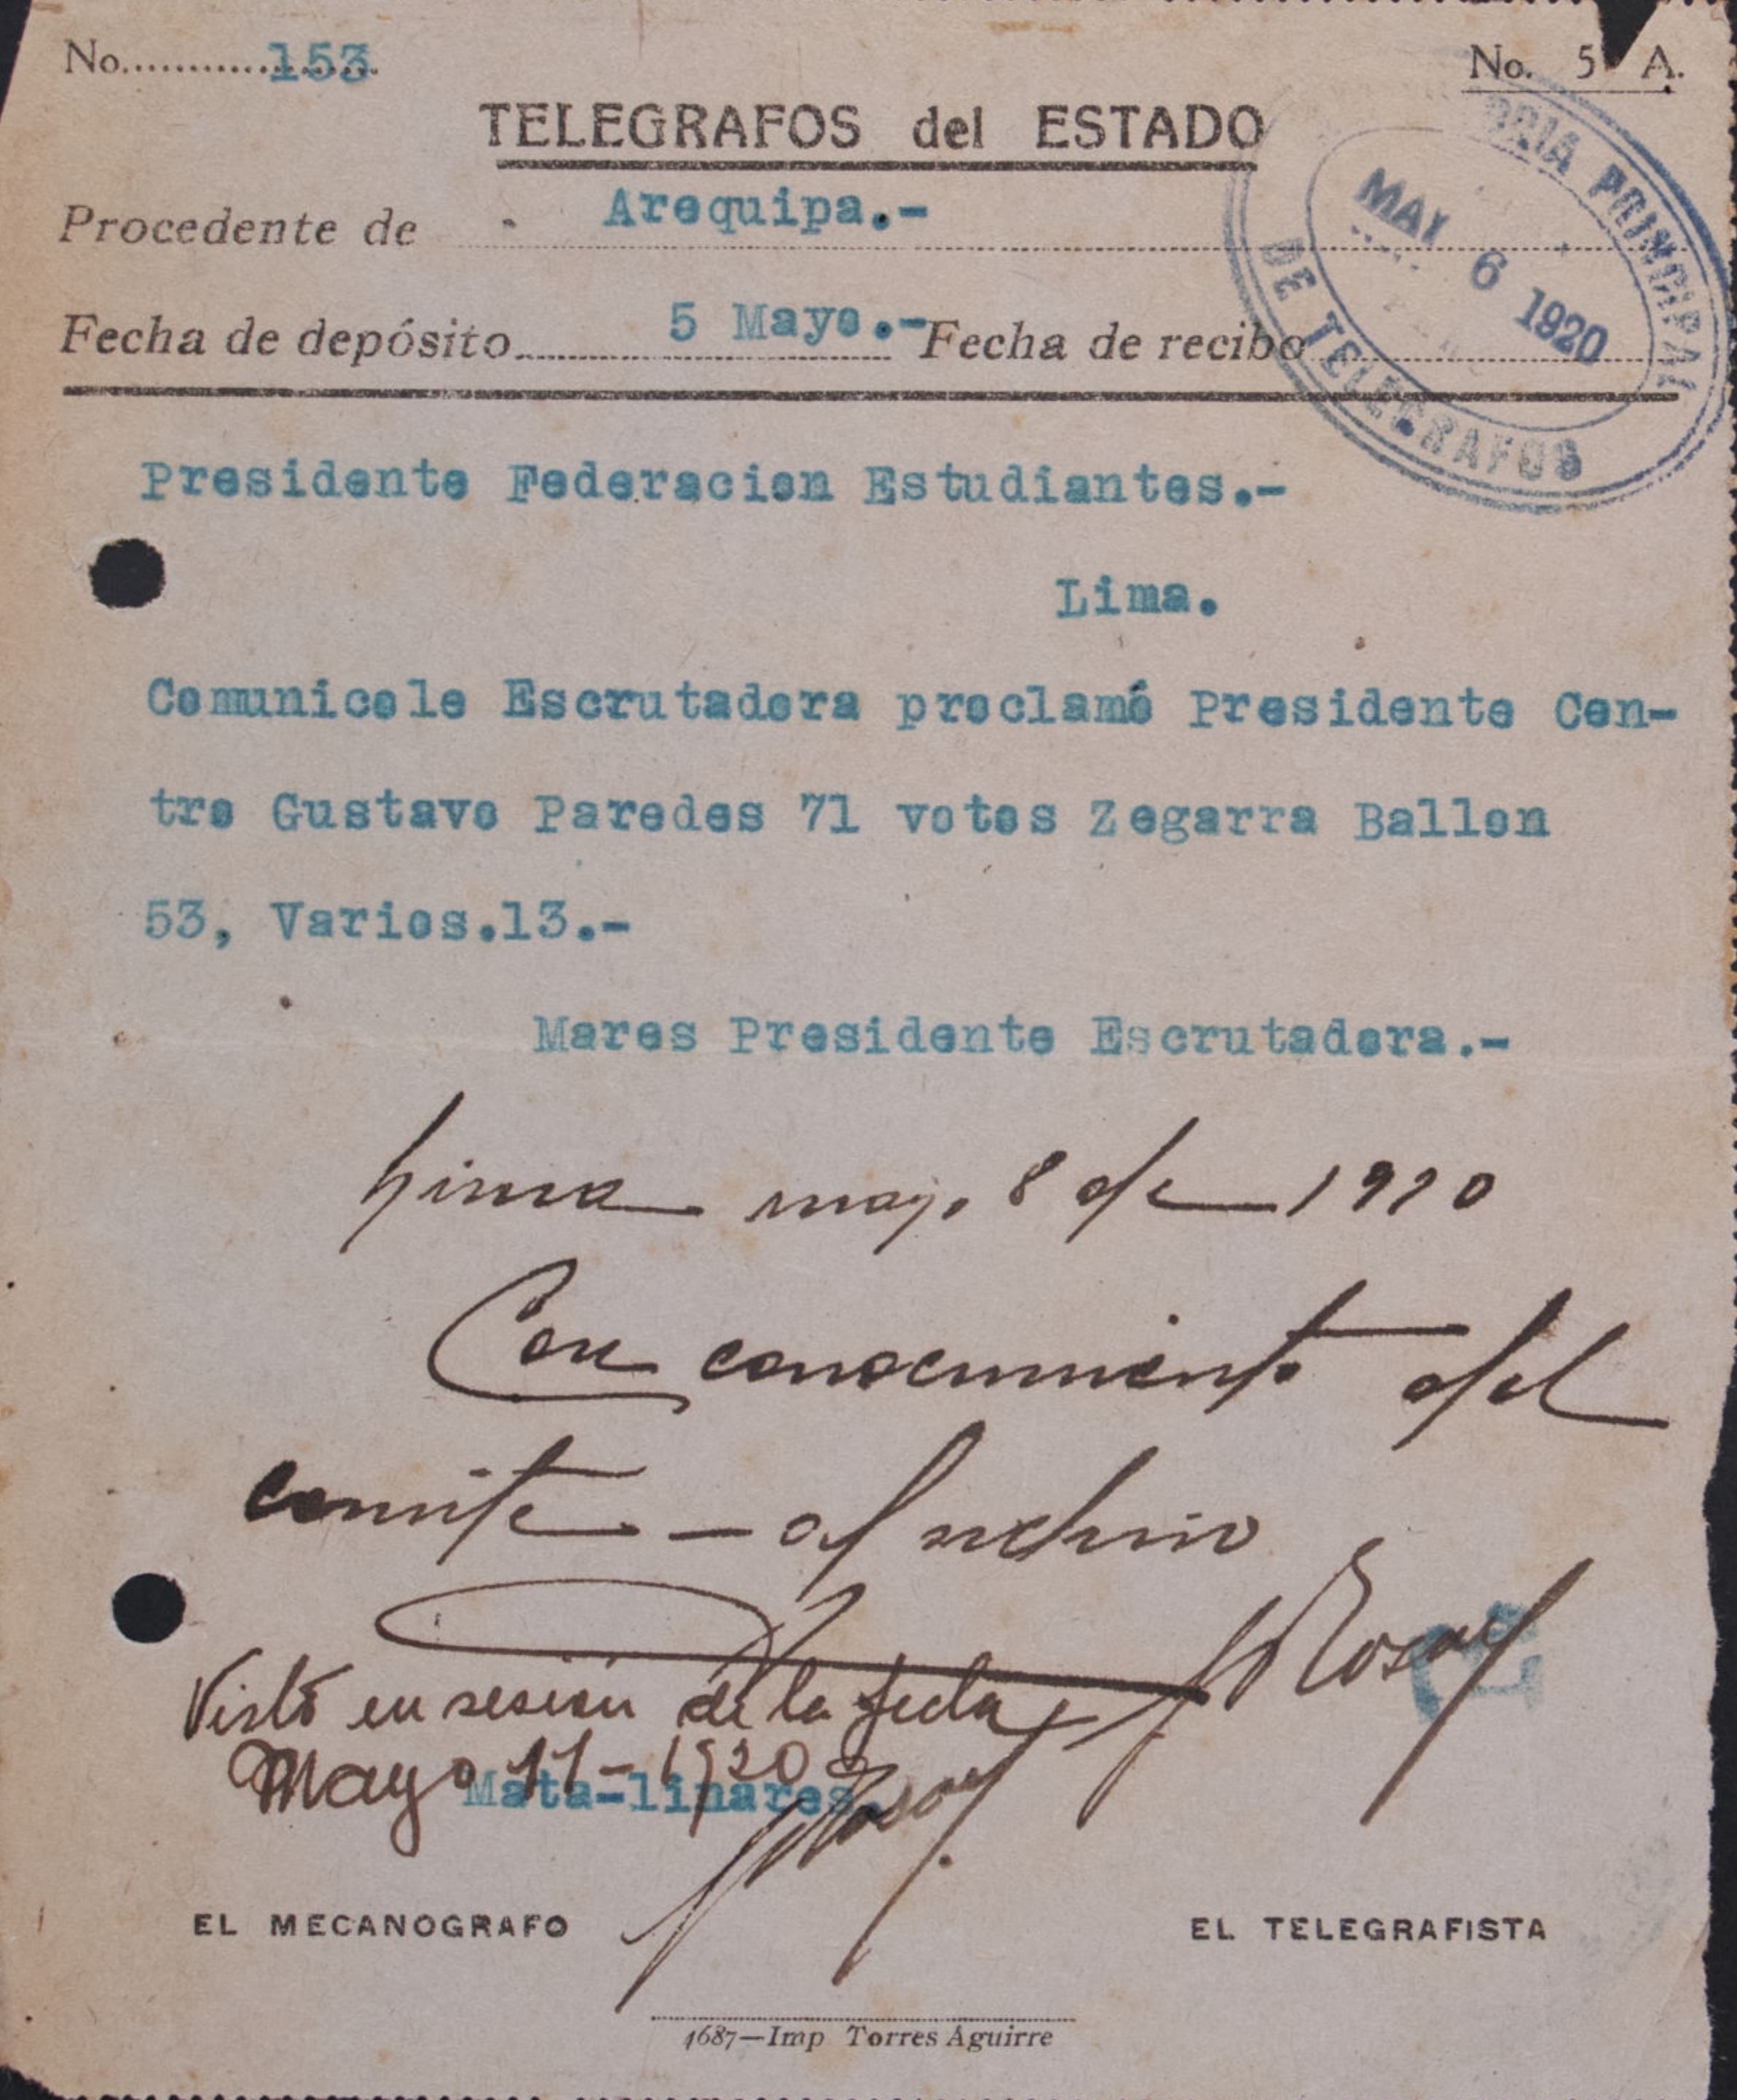 No. 153
No. 5 A.
TELEGRAFOS del ESTADO
Procedente de Arequipa.-
Fecha de depósito 5 Mayo.- Fecha de recibo
PRINCIPAL
DE TELEGRAFOS
MAY 6 1920
Presidente Federacion Estudiantes.-
Lima.
Comunicole Escrutadora proclamó Presidente Cen-
tro Gustavo Paredes 71 votos Zegarra Ballon
53, Varios.13.-
Mares Presidente Escrutadora.-
Lima mayo 8 de 1920
Con conocimiento del
comite - al archivo
Visto en sesión de la fecha
Mayo 11-1920
Mata-linares.
EL MECANOGRAFO
EL TELEGRAFISTA
4687—Imp Torres Aguirre